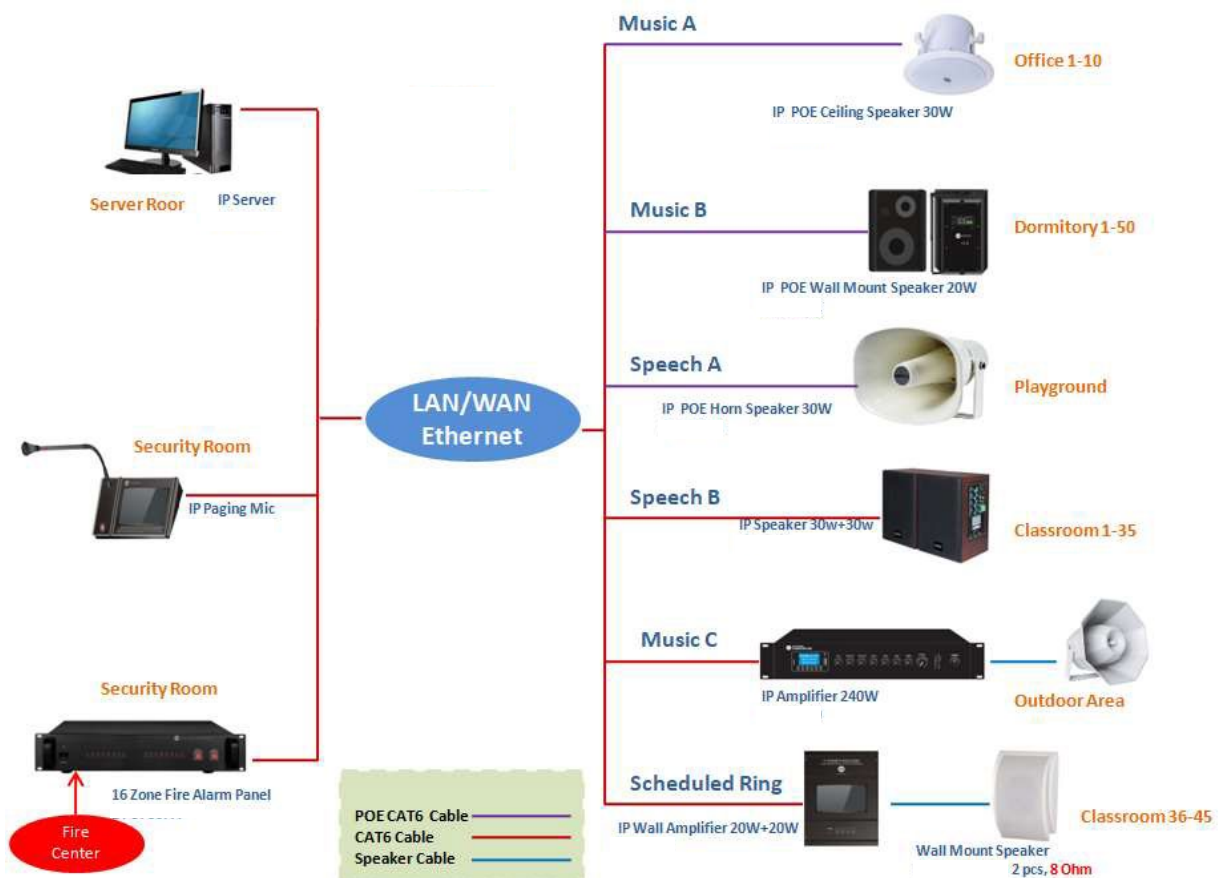 Music A
Office 1-10
IP POE Ceiling Speaker 30W
Server Roor
IP Server
Music B
Dormitory 1-50
IP POE Wall Mount Speaker 20W
Speech A
Playground
IP POE Horn Speaker 30W
LAN/WAN
Ethernet
Security Room
IP Paging Mic
Speech B
IP Speaker 30w+30w
Classroom 1-35
Music C
IP Amplifier 240W
Outdoor Area
Security Room
16 Zone Fire Alarm Panel
Fire
Center
POE CAT6 Cable
CAT6 Cable
Speaker Cable
Scheduled Ring
IP Wall Amplifier 20W+20W
Classroom 36-45
Wall Mount Speaker
2 pcs, 8 Ohm